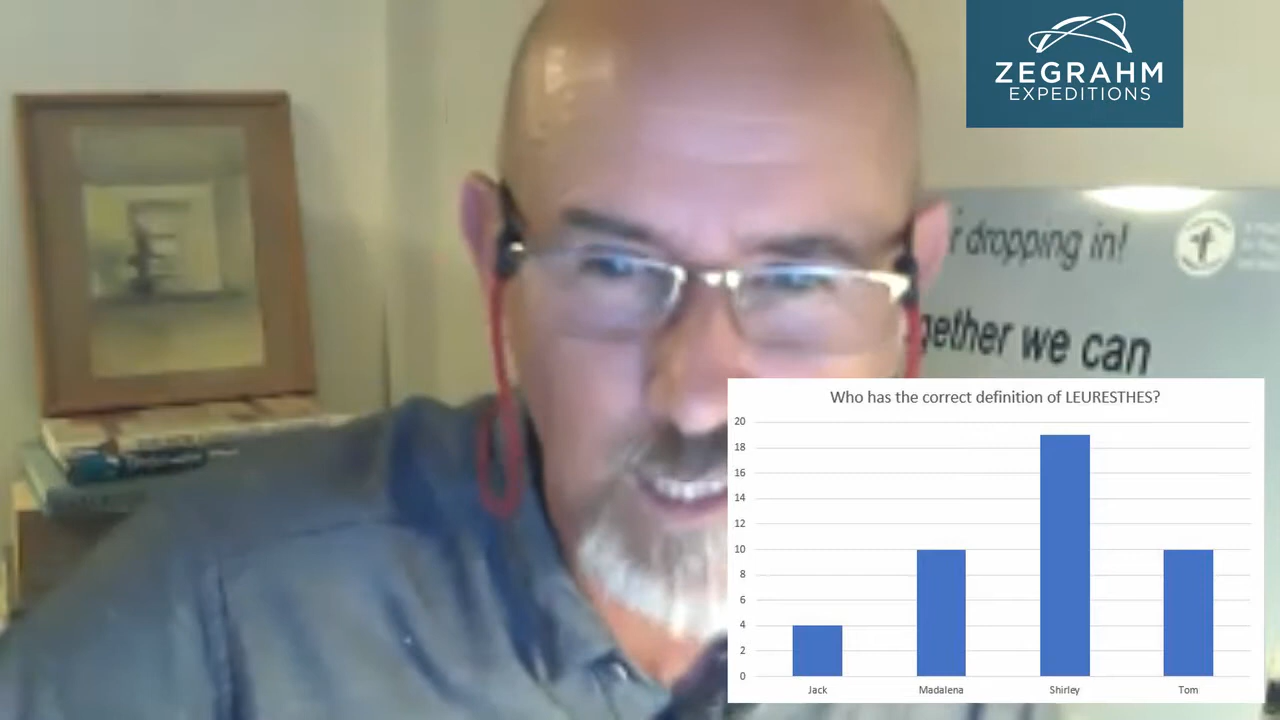 ZEGRAHM
EXPEDITIONS
r dropping in!
gether we can
Who has the correct definition of LEURESTHES?
20
18
16
14
12
10
8
6
4
2
0
Jack
Madalena
Shirley
Tom